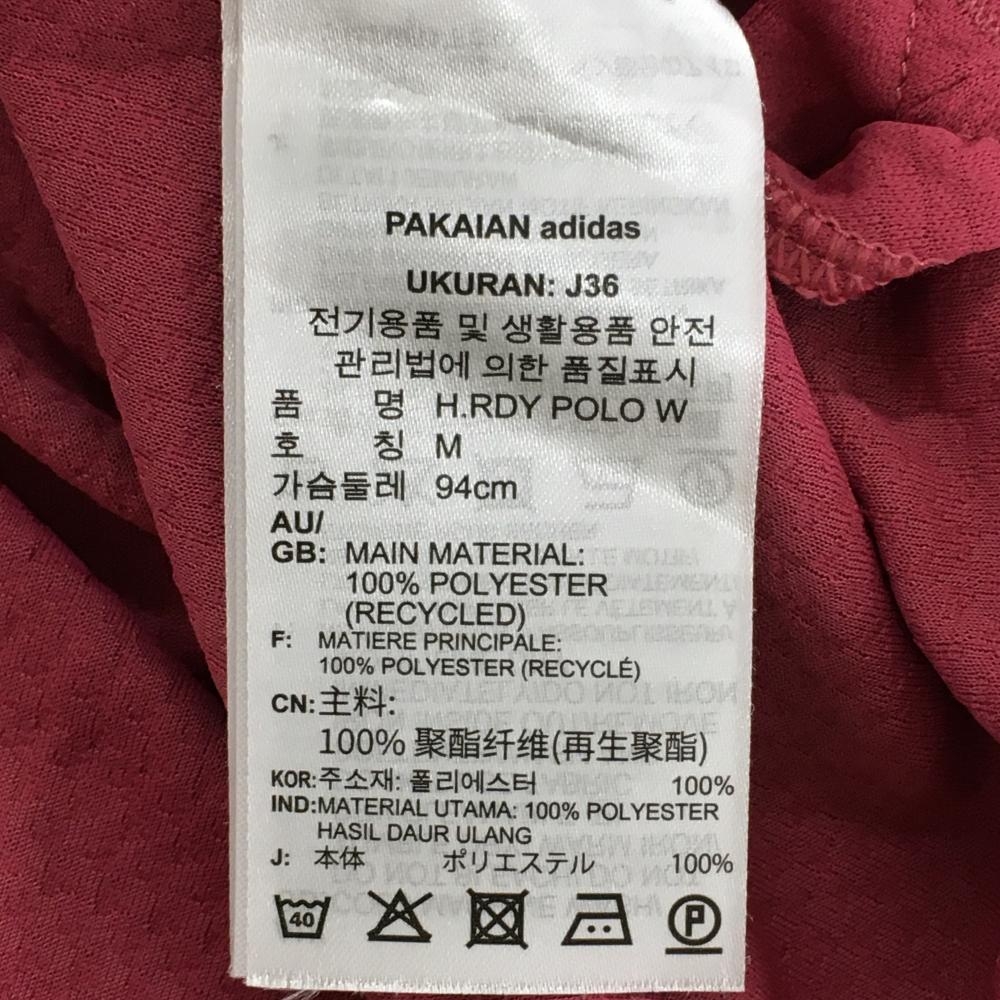 PAKAIAN adidas
UKURAN: J36
전기용품 및 생활용품 안전
관리법에 의한 품질표시
품 명 H.RDY POLO W
호 칭 M
가슴둘레 94cm
AU/
GB: MAIN MATERIAL:
100% POLYESTER
(RECYCLED)
F: MATIERE PRINCIPALE:
100% POLYESTER (RECYCLÉ)
CN:主料:
100% 聚酯纤维(再生聚酯)
KOR:주소재: 폴리에스터 100%
IND:MATERIAL UTAMA: 100% POLYESTER
HASIL DAUR ULANG
J: 本体 ポリエステル 100%
40 P